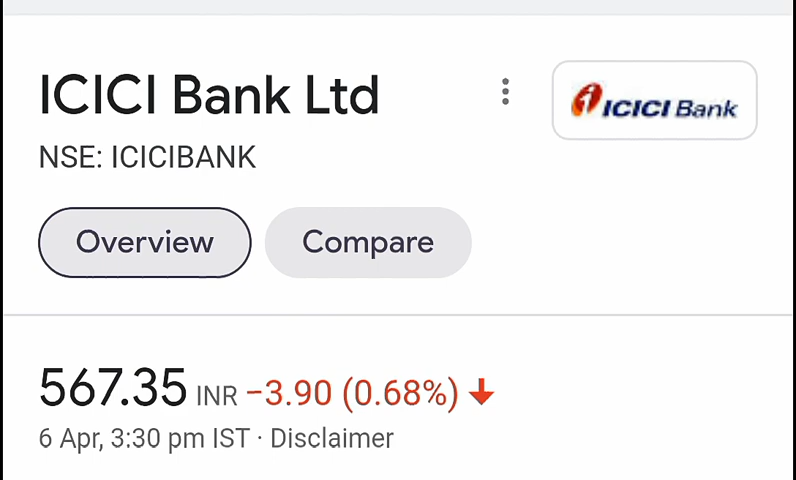 ICICI Bank Ltd
ICICI Bank
NSE: ICICIBANK
Overview
Compare
567.35 INR −3.90 (0.68%) ↓
6 Apr, 3:30 pm IST · Disclaimer